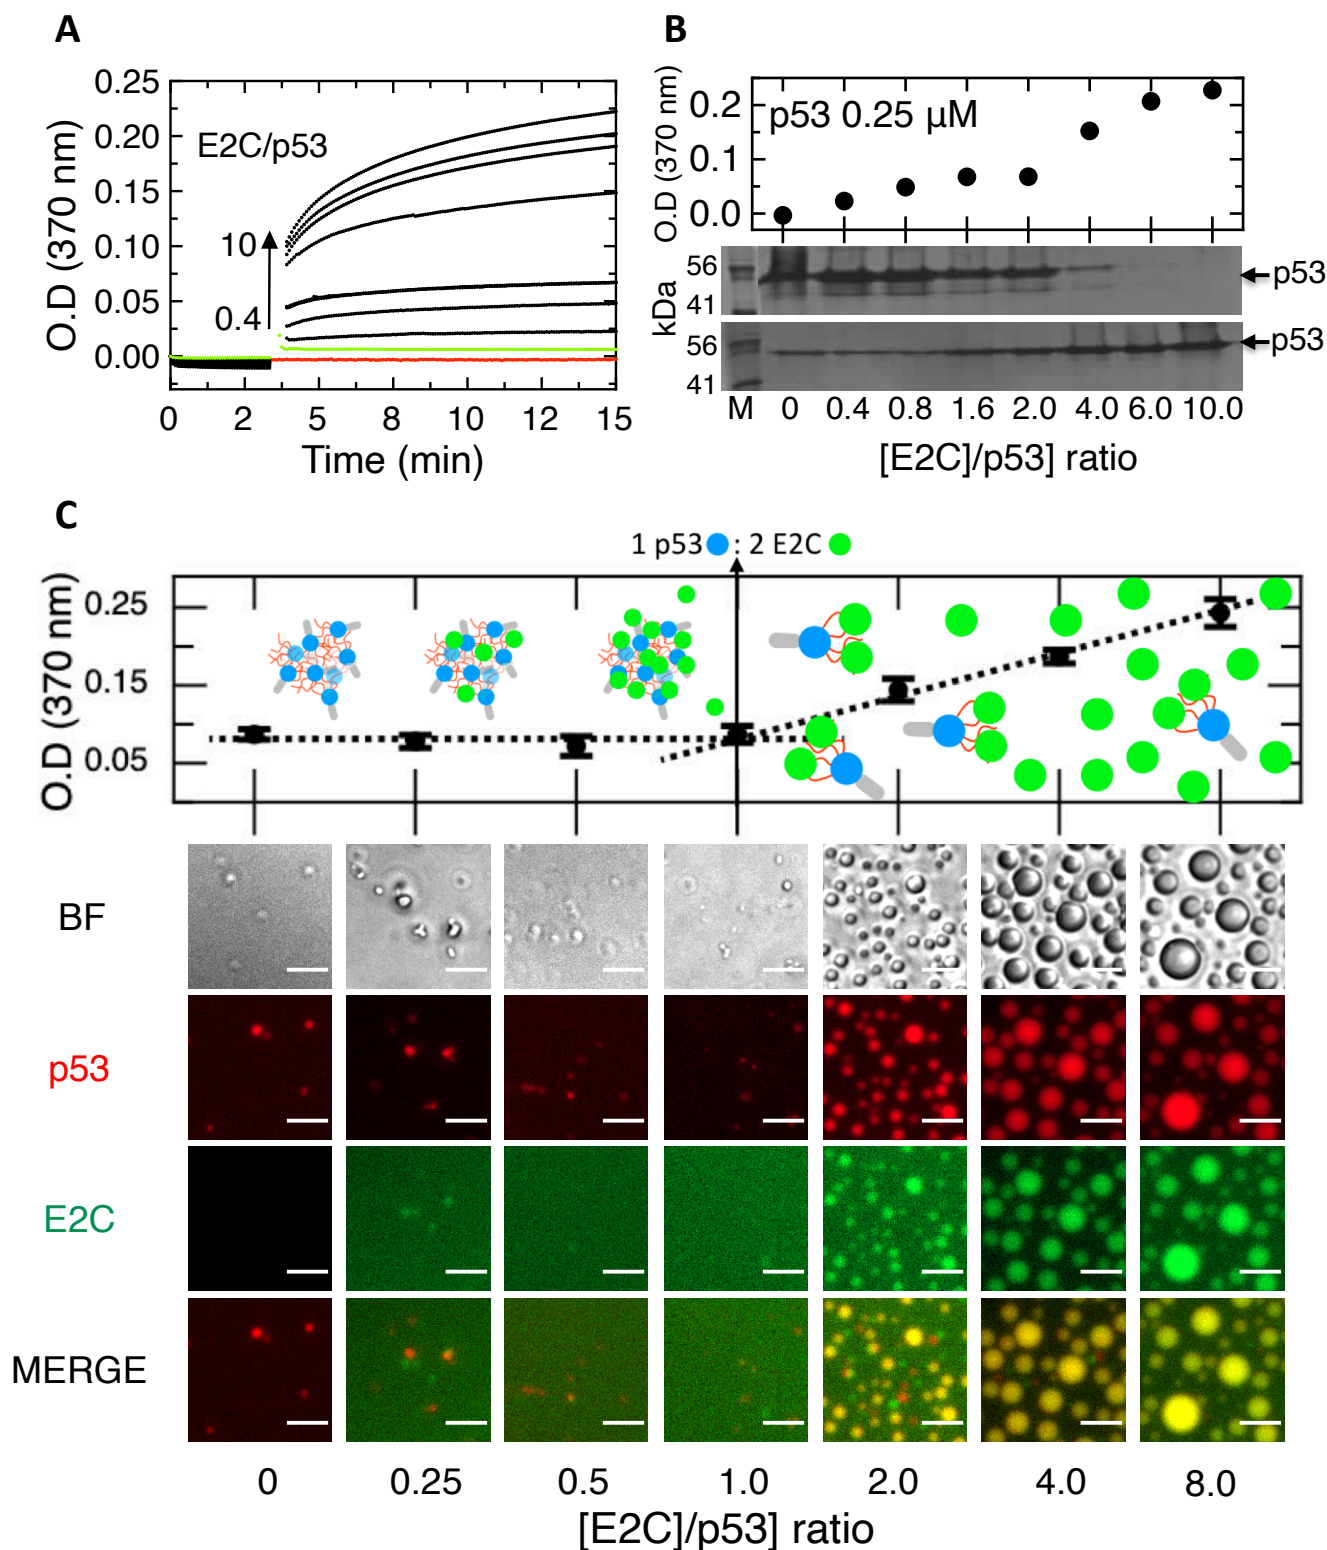 A
O.D (370 nm)
0.25
0.20
0.15
0.10
0.05
0.00
E2C/p53
10
0.4
0 2 5 10 12 15
Time (min)
B
O.D (370 nm)
0.2
0.1
0.0
p53 0.25 µM
kDa
56
41
p53
56
41
p53
M 0 0.4 0.8 1.6 2.0 4.0 6.0 10.0
[E2C]/p53] ratio
C
1 p53 : 2 E2C
O.D (370 nm)
0.25
0.15
0.05
BF
p53
E2C
MERGE
0 0.25 0.5 1.0 2.0 4.0 8.0
[E2C]/p53] ratio